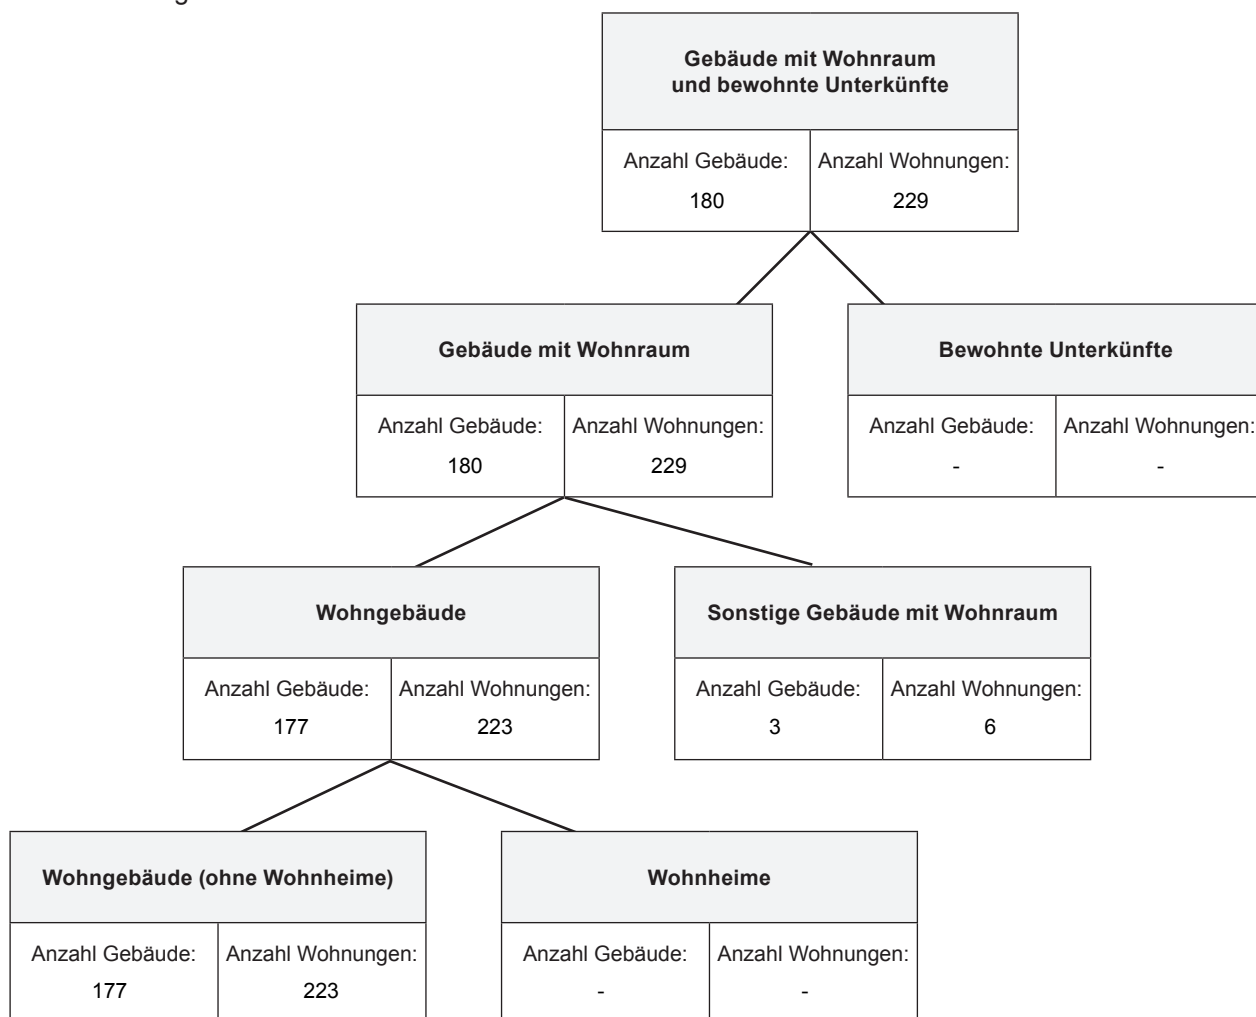 Gebäude mit Wohnraum
und bewohnte Unterkünfte
Anzahl Gebäude: Anzahl Wohnungen:
180 229
Gebäude mit Wohnraum Bewohnte Unterkünfte
Anzahl Gebäude: Anzahl Wohnungen: Anzahl Gebäude: Anzahl Wohnungen:
180 229 - -
Wohngebäude Sonstige Gebäude mit Wohnraum
Anzahl Gebäude: Anzahl Wohnungen: Anzahl Gebäude: Anzahl Wohnungen:
177 223 3 6
Wohngebäude (ohne Wohnheime) Wohnheime
Anzahl Gebäude: Anzahl Wohnungen: Anzahl Gebäude: Anzahl Wohnungen:
177 223 - -